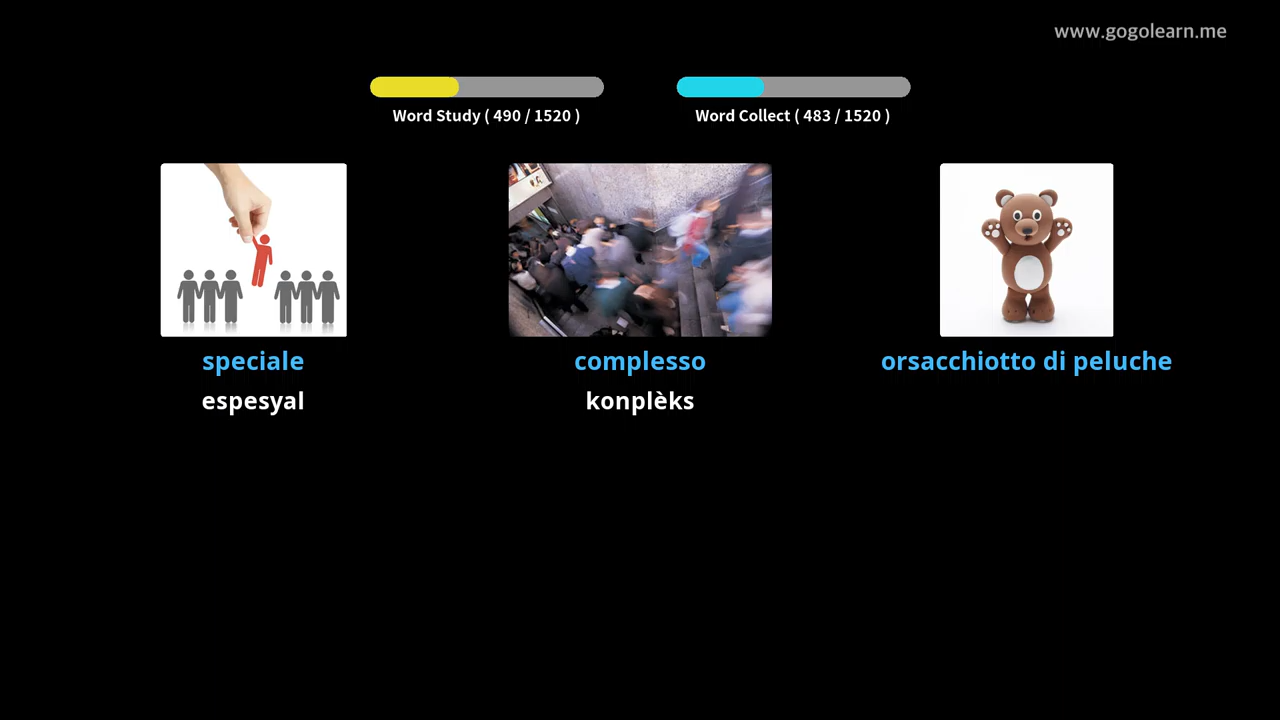 www.gogolearn.me
Word Study ( 490 / 1520 )
Word Collect ( 483 / 1520 )
speciale
complesso
orsacchiotto di peluche
espesyal
konplèks